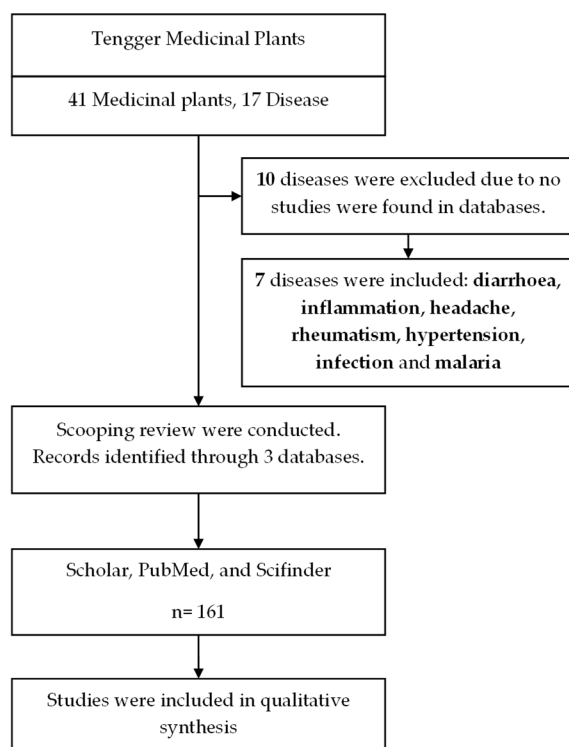 Tengger Medicinal Plants
41 Medicinal plants, 17 Disease
10 diseases were excluded due to no
studies were found in databases.
7 diseases were included: diarrhoea,
inflammation, headache,
rheumatism, hypertension,
infection and malaria
Scooping review were conducted.
Records identified through 3 databases.
Scholar, PubMed, and Scifinder
n= 161
Studies were included in qualitative
synthesis